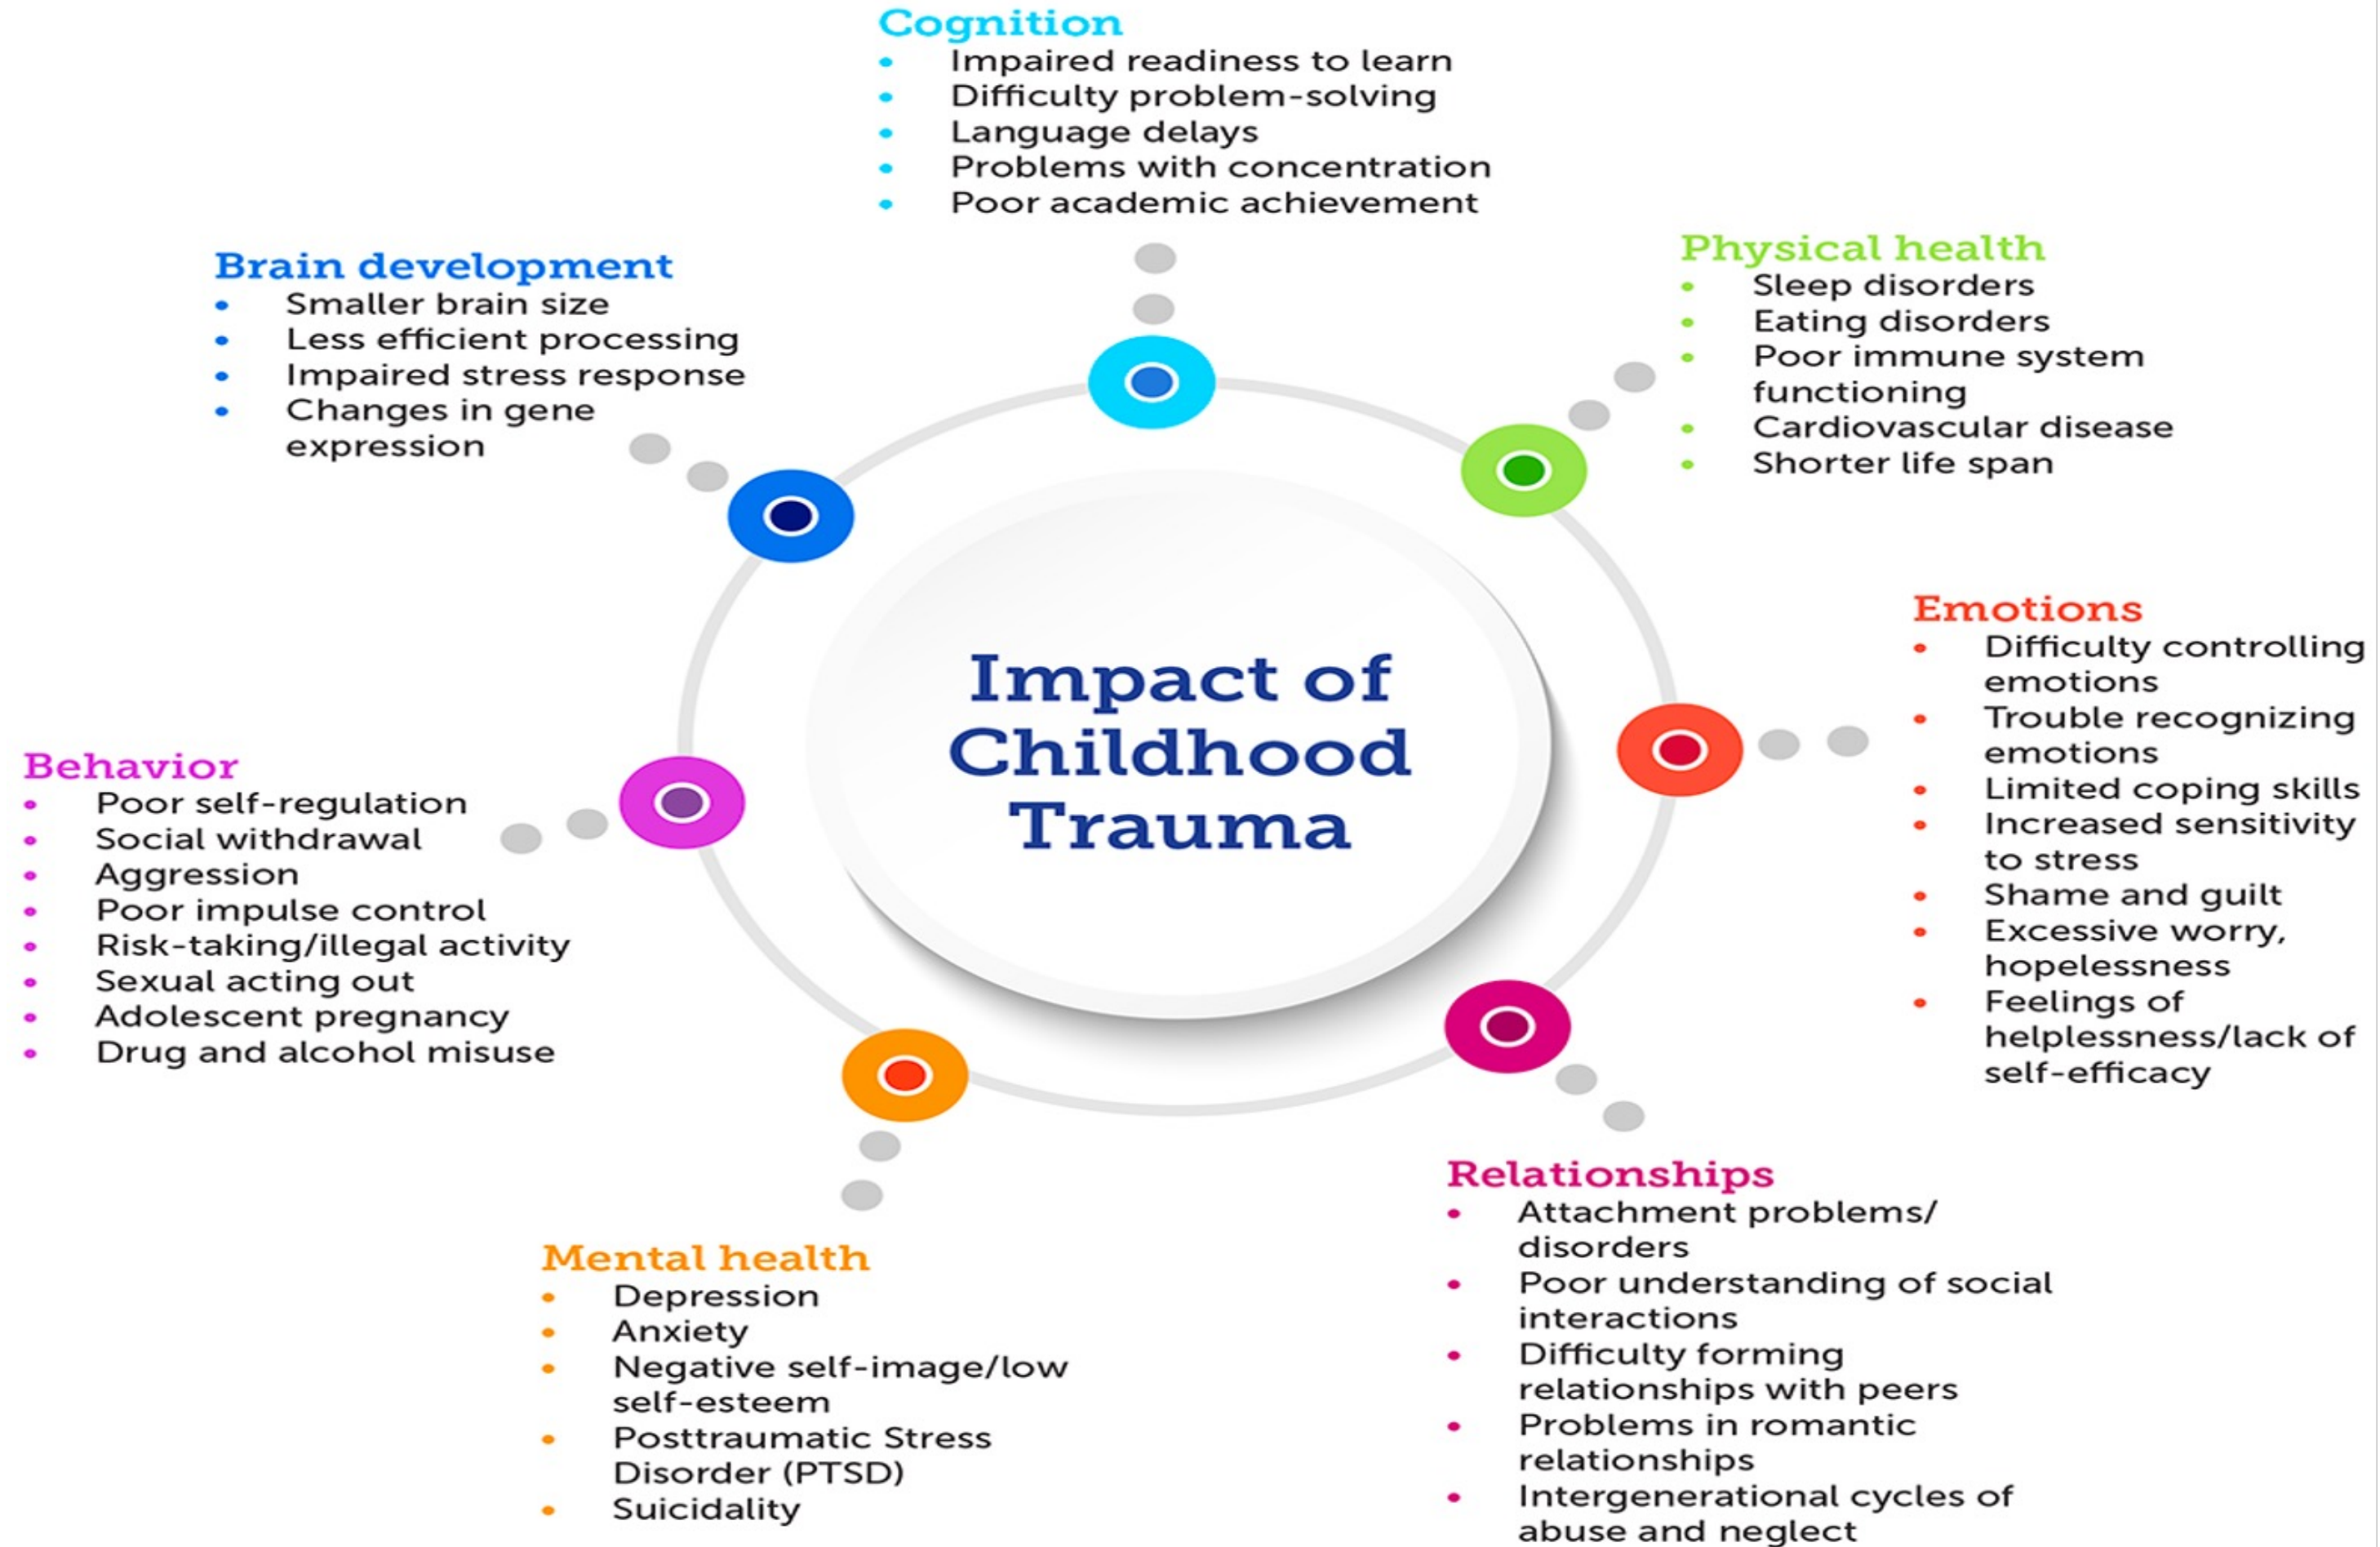 Cognition
• Impaired readiness to learn
• Difficulty problem-solving
• Language delays
• Problems with concentration
• Poor academic achievement
Brain development
• Smaller brain size
• Less efficient processing
• Impaired stress response
• Changes in gene
expression
Physical health
• Sleep disorders
• Eating disorders
• Poor immune system
functioning
• Cardiovascular disease
• Shorter life span
Impact of
Childhood
Trauma
Emotions
• Difficulty controlling
emotions
• Trouble recognizing
emotions
• Limited coping skills
• Increased sensitivity
to stress
• Shame and guilt
• Excessive worry,
hopelessness
• Feelings of
helplessness/lack of
self-efficacy
Behavior
• Poor self-regulation
• Social withdrawal
• Aggression
• Poor impulse control
• Risk-taking/illegal activity
• Sexual acting out
• Adolescent pregnancy
• Drug and alcohol misuse
Relationships
• Attachment problems/
disorders
• Poor understanding of social
interactions
• Difficulty forming
relationships with peers
• Problems in romantic
relationships
• Intergenerational cycles of
abuse and neglect
Mental health
• Depression
• Anxiety
• Negative self-image/low
self-esteem
• Posttraumatic Stress
Disorder (PTSD)
• Suicidality